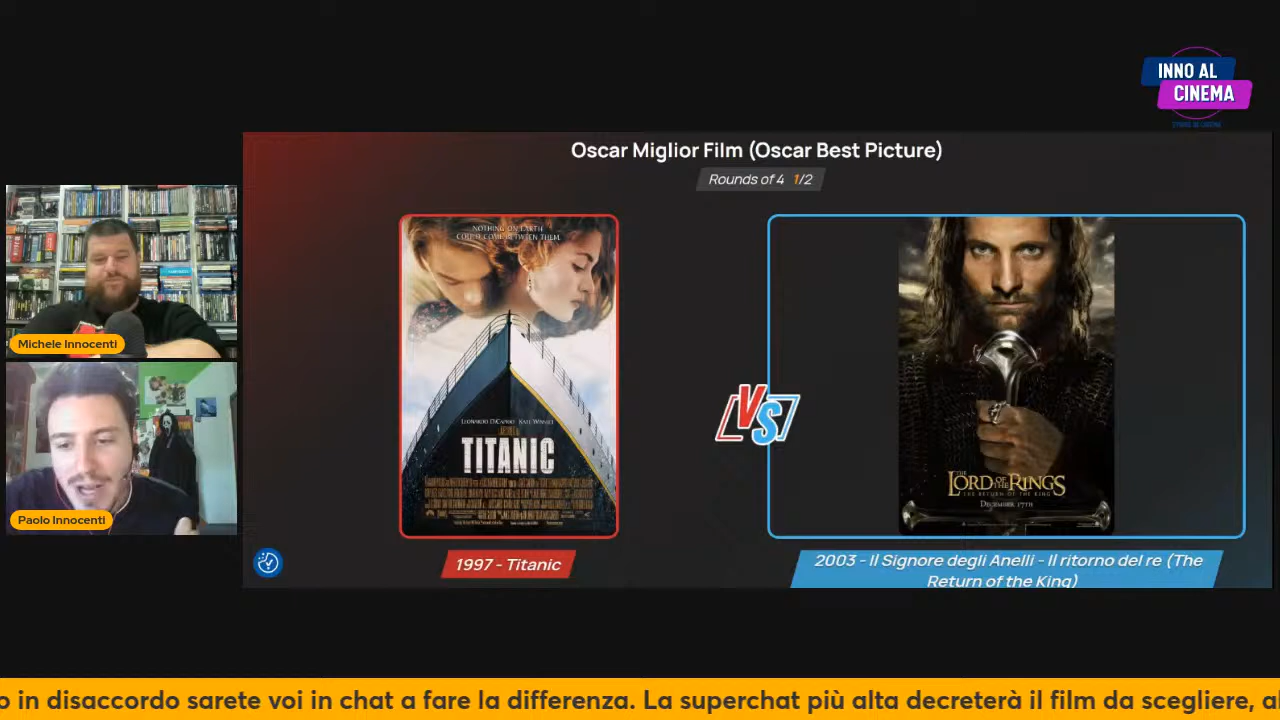 INNO AL
CINEMA
Oscar Miglior Film (Oscar Best Picture)
Rounds of 4 1/2
Michele Innocenti
Paolo Innocenti
NOTHING ON EARTH
COULD COME BETWEEN THEM.
LEONARDO DICAPRIO KATE WINSLET
TITANIC
VS
THE
LORD OF THE RINGS
THE RETURN OF THE KING
DECEMBER 17TH
1997 - Titanic
2003 - Il Signore degli Anelli - Il ritorno del re (The
Return of the King)
o in disaccordo sarete voi in chat a fare la differenza. La superchat più alta decreterà il film da scegliere, al